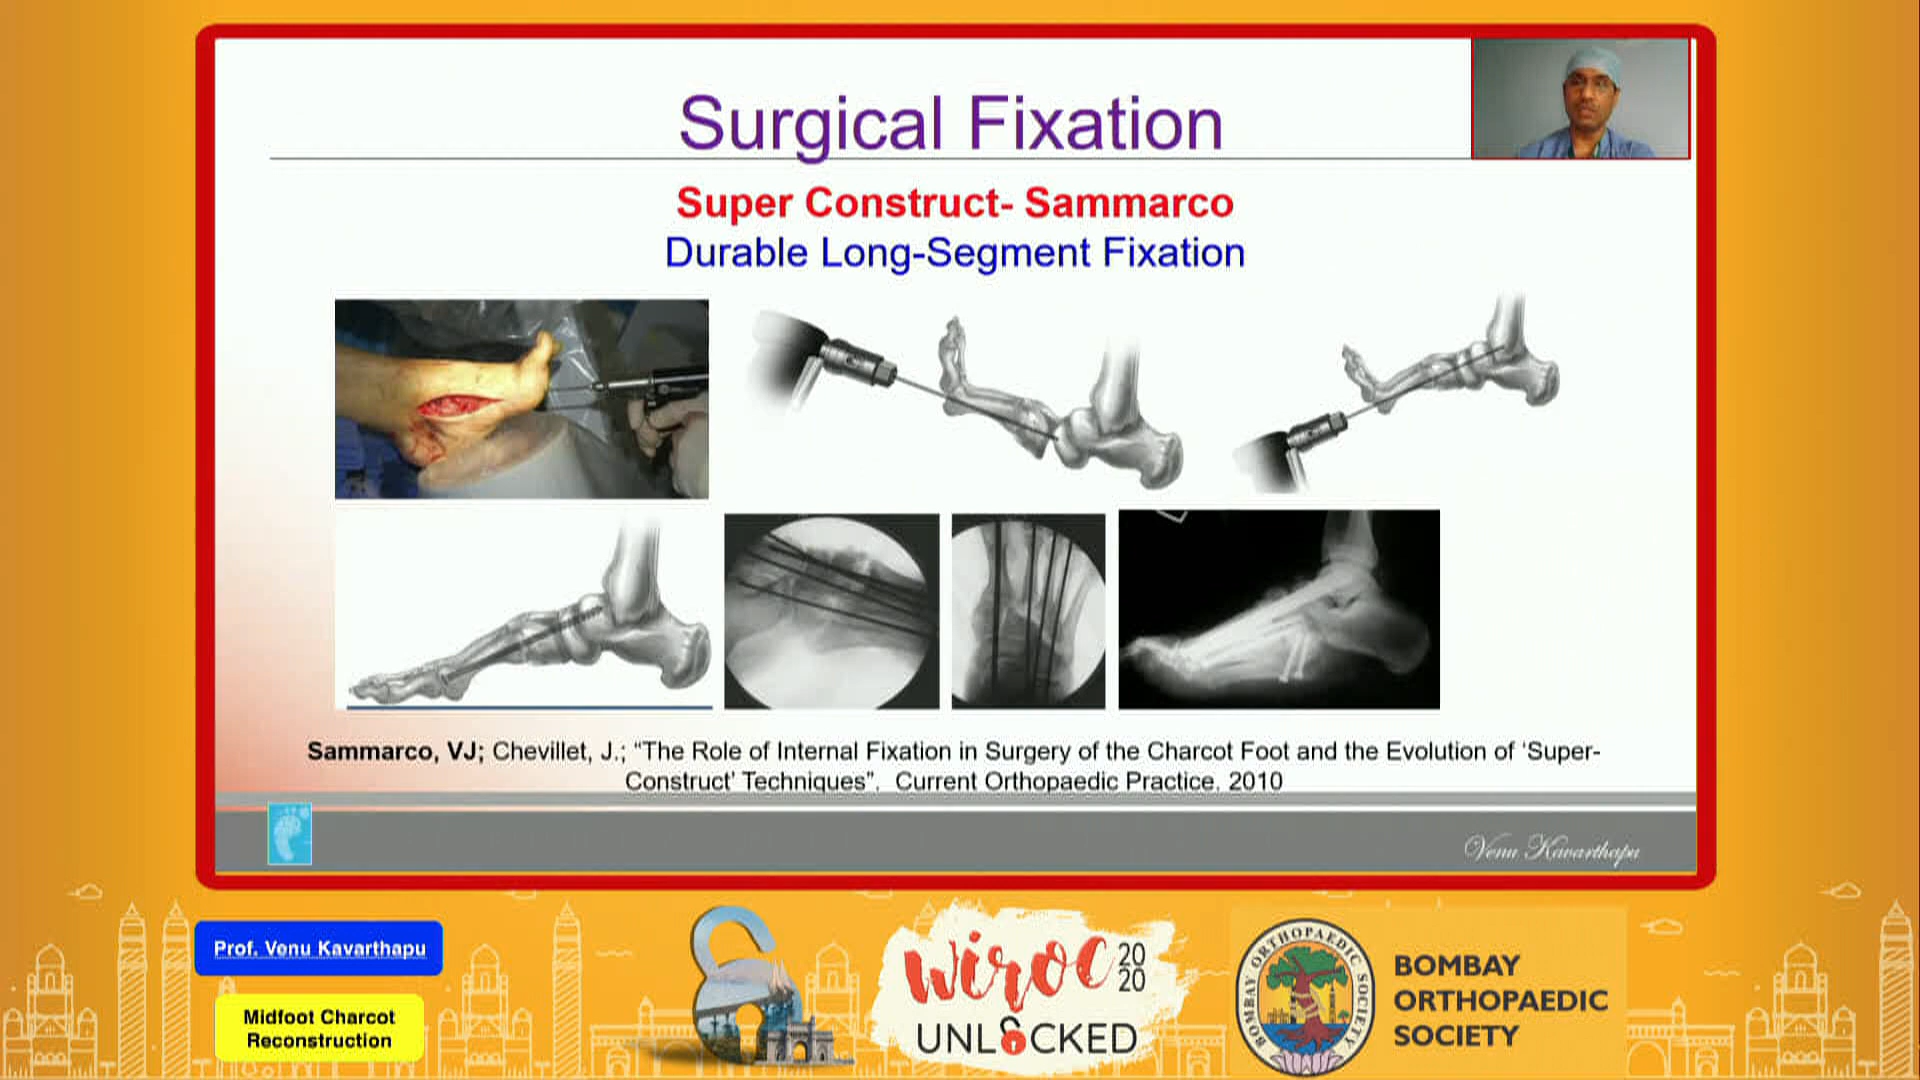 Surgical Fixation
Super Construct- Sammarco
Durable Long-Segment Fixation
Sammarco, VJ; Chevillet, J.; “The Role of Internal Fixation in Surgery of the Charcot Foot and the Evolution of ‘Super-
Construct’ Techniques”. Current Orthopaedic Practice. 2010
Venu Kavarthapu
Prof. Venu Kavarthapu
Midfoot Charcot
Reconstruction
WIROC 20
20
UNLOCKED
BOMBAY ORTHOPAEDIC SOCIETY
BOMBAY
ORTHOPAEDIC
SOCIETY